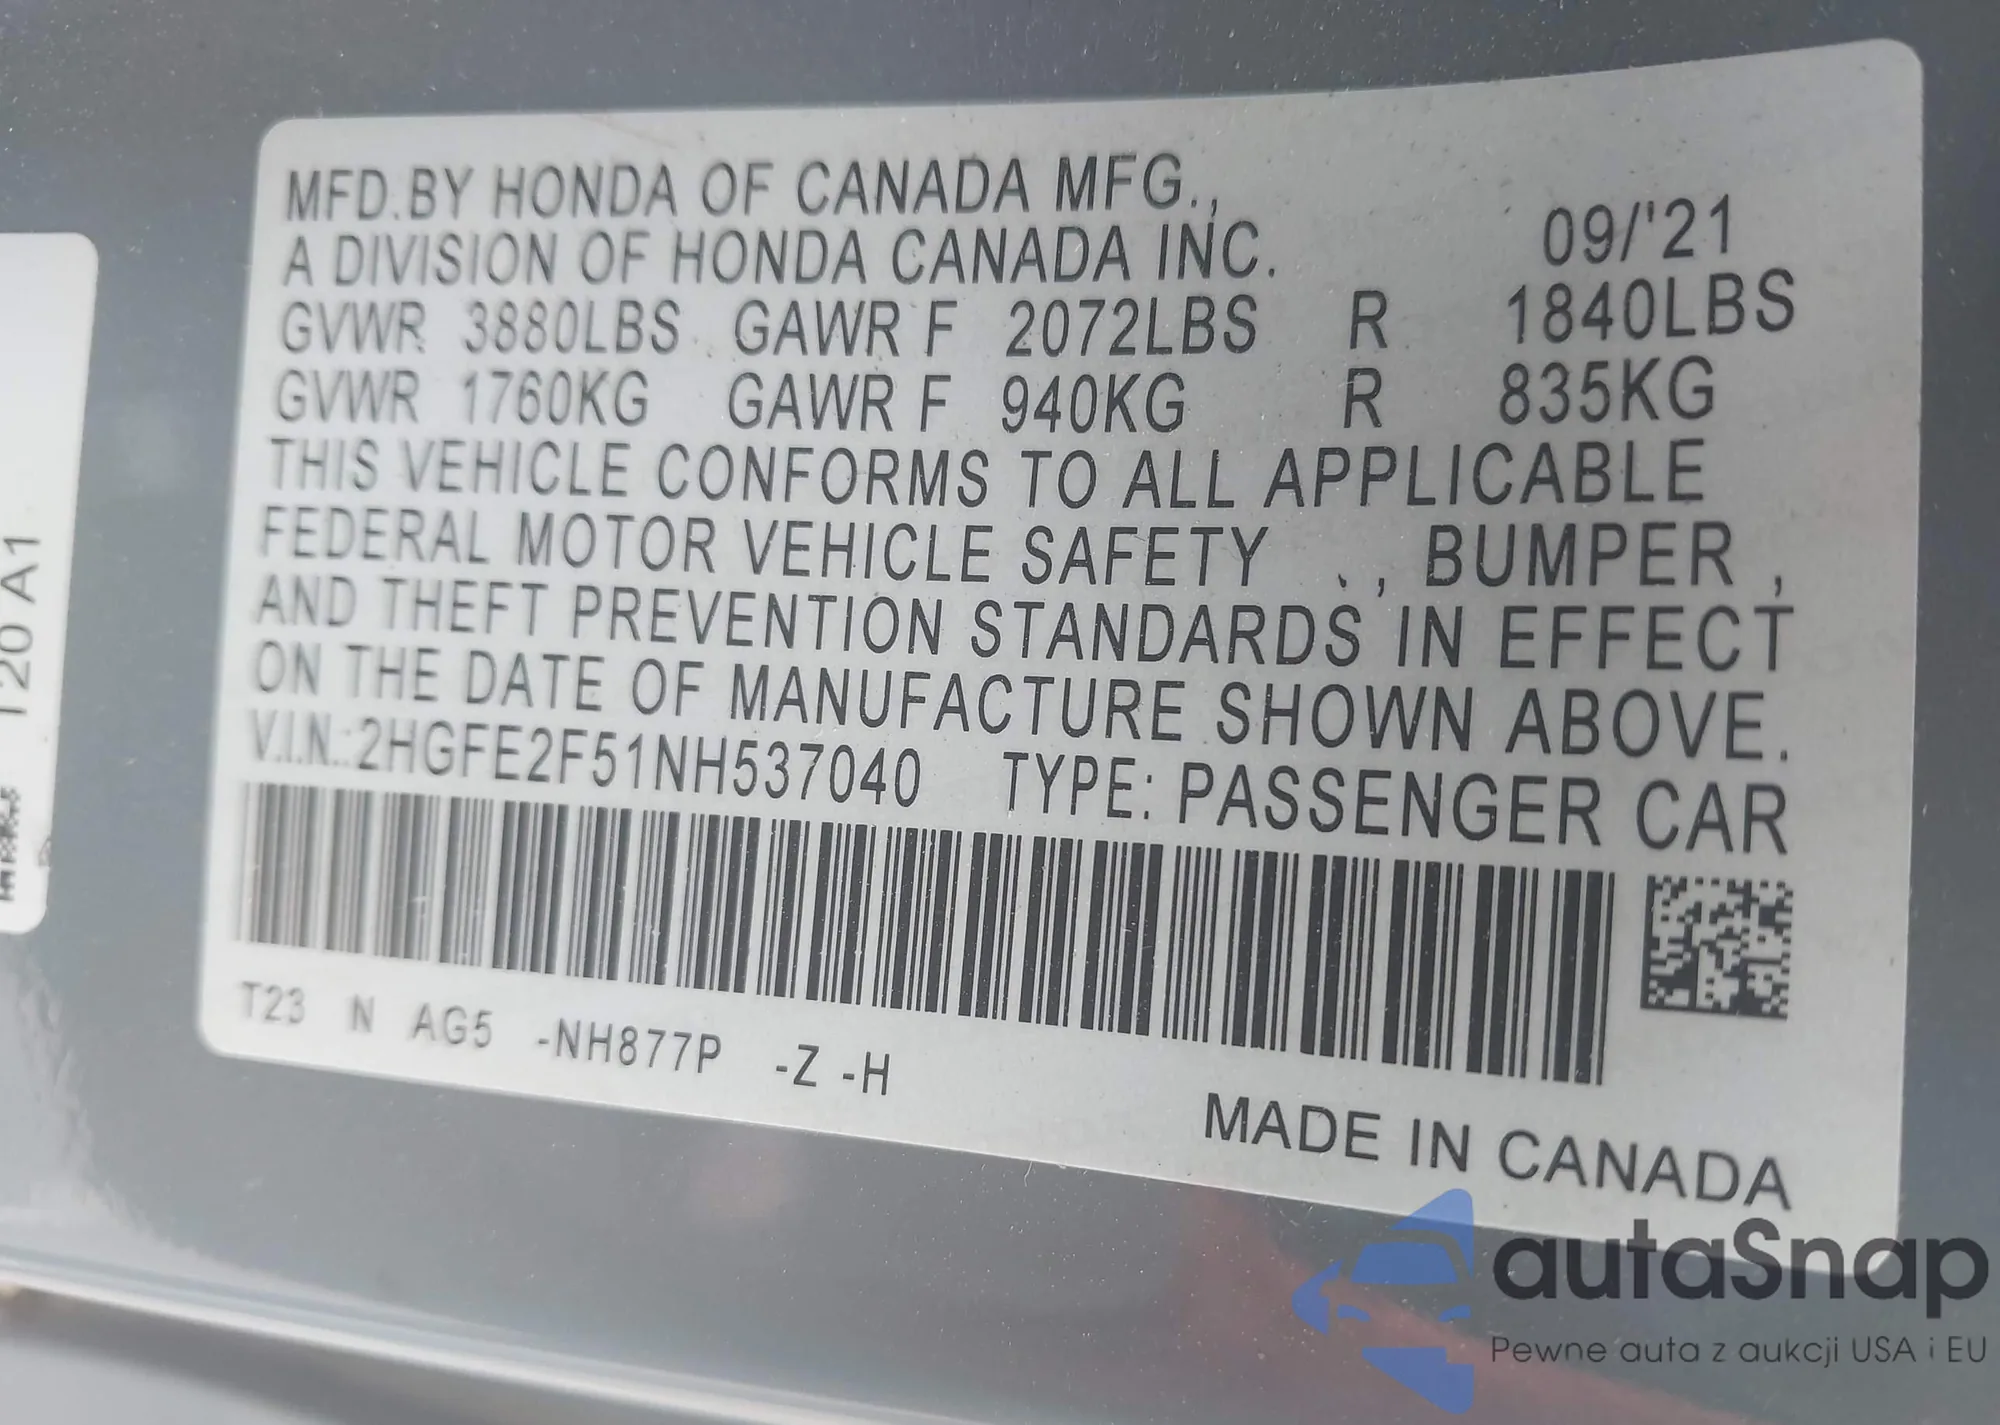 MFD.BY HONDA OF CANADA MFG.,
A DIVISION OF HONDA CANADA INC. 09/'21
GVWR 3880LBS GAWR F 2072LBS R 1840LBS
GVWR 1760KG GAWR F 940KG R 835KG
THIS VEHICLE CONFORMS TO ALL APPLICABLE
FEDERAL MOTOR VEHICLE SAFETY ., BUMPER ,
AND THEFT PREVENTION STANDARDS IN EFFECT
ON THE DATE OF MANUFACTURE SHOWN ABOVE.
V.I.N.:2HGFE2F51NH537040 TYPE: PASSENGER CAR
T23 N AG5 -NH877P -Z -H
MADE IN CANADA
T20 A1
autaSnap
Pewne auta z aukcji USA i EU